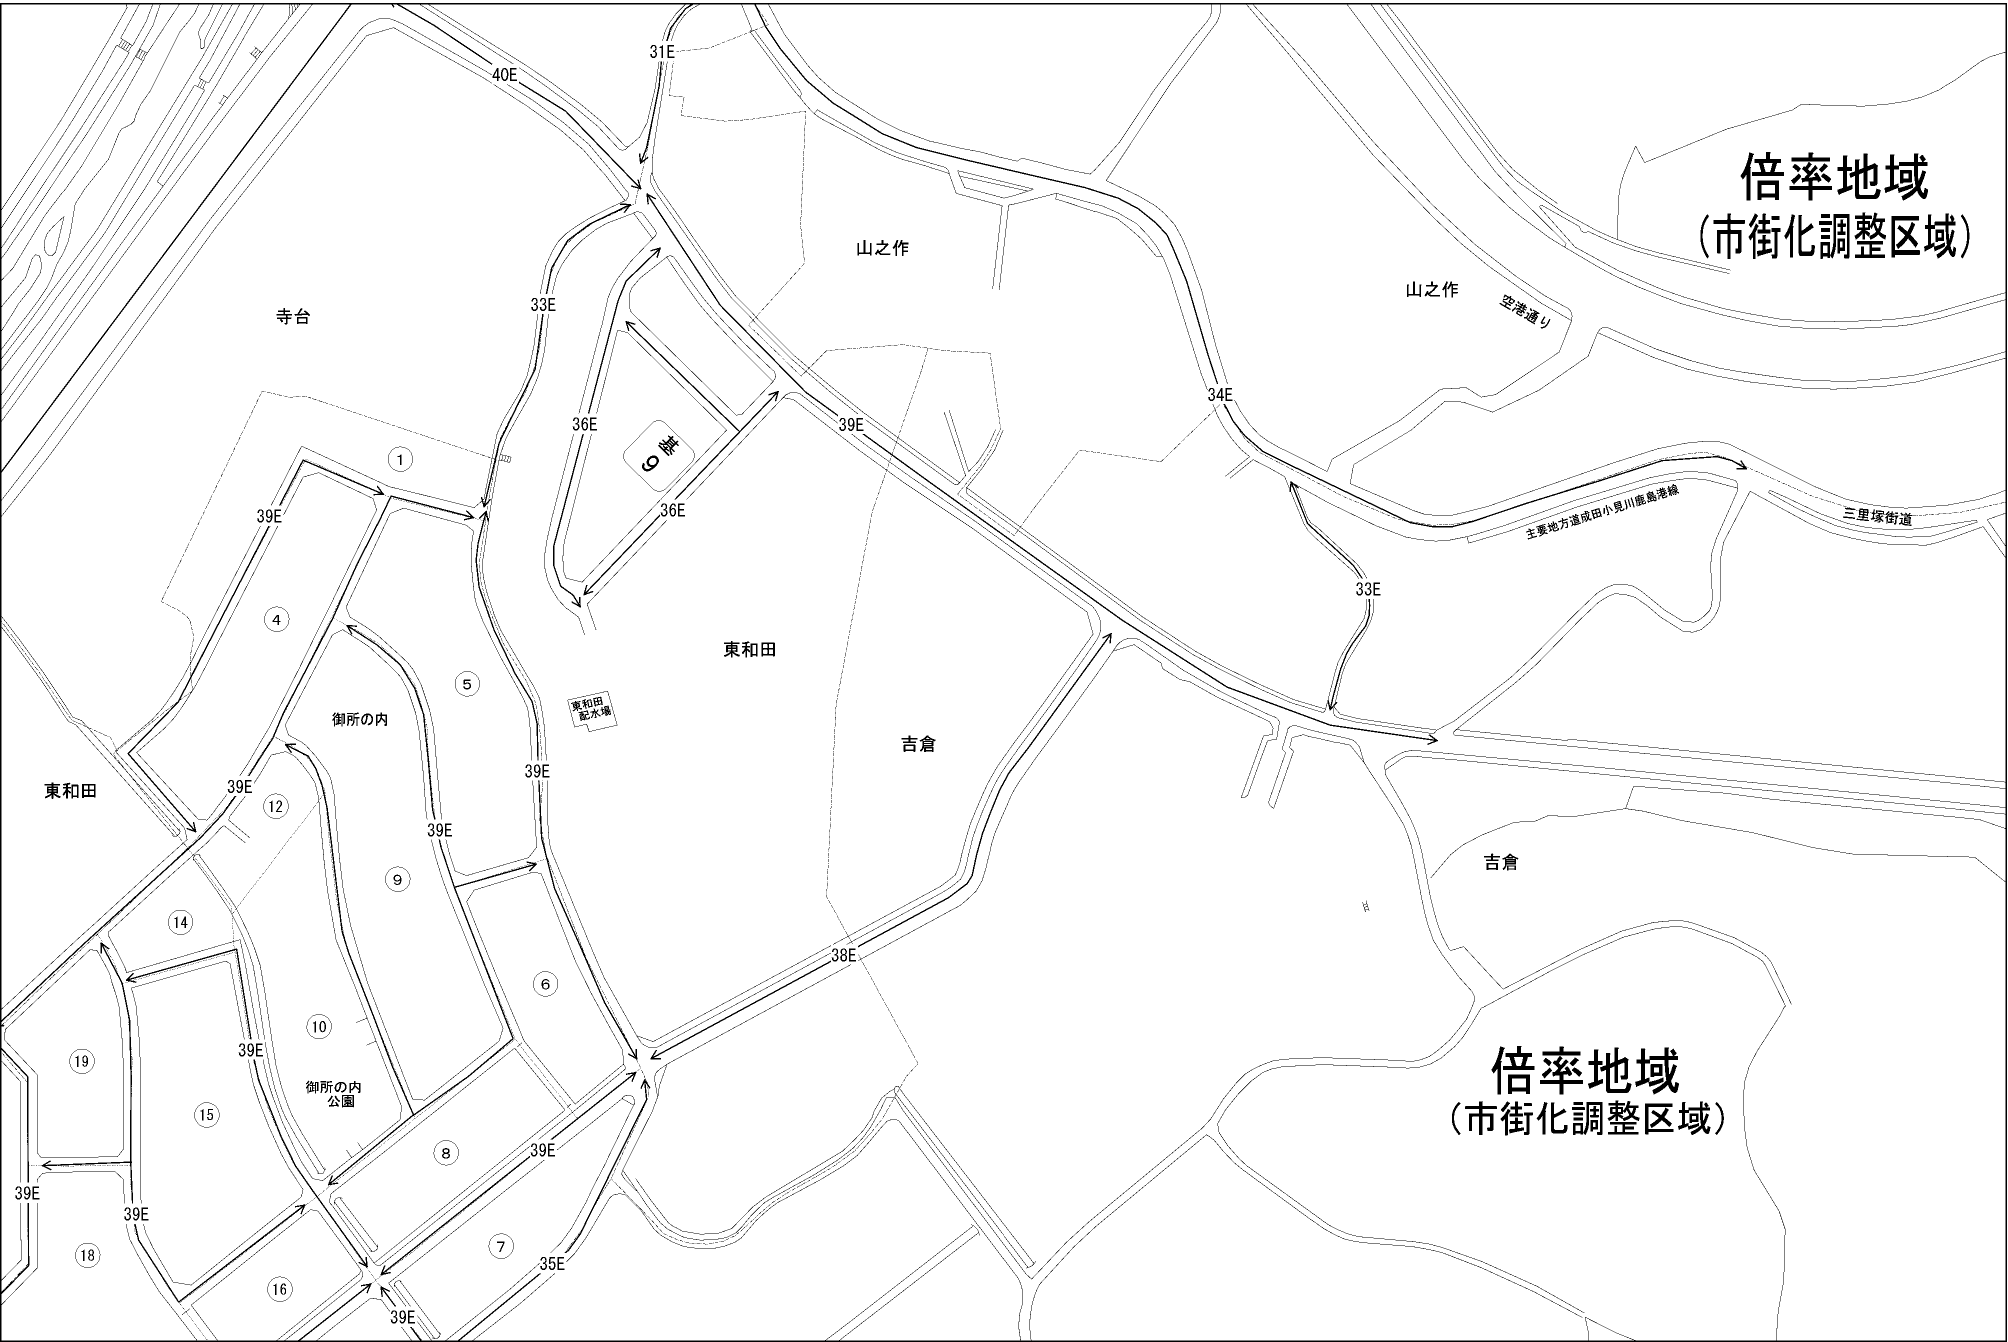 31E
40E
倍率地域
（市街化調整区域）
山之作
山之作
空港通り
33E
寺台
34E
36E
39E
基
9
1
36E
39E
主要地方道成田小見川鹿島港線
三里塚街道
33E
4
東和田
5
東和田
配水場
御所の内
吉倉
39E
39E
東和田
12
39E
吉倉
9
14
38E
6
10
39E
19
倍率地域
（市街化調整区域）
御所の内
公園
15
8
39E
39E
39E
7
18
35E
16
39E